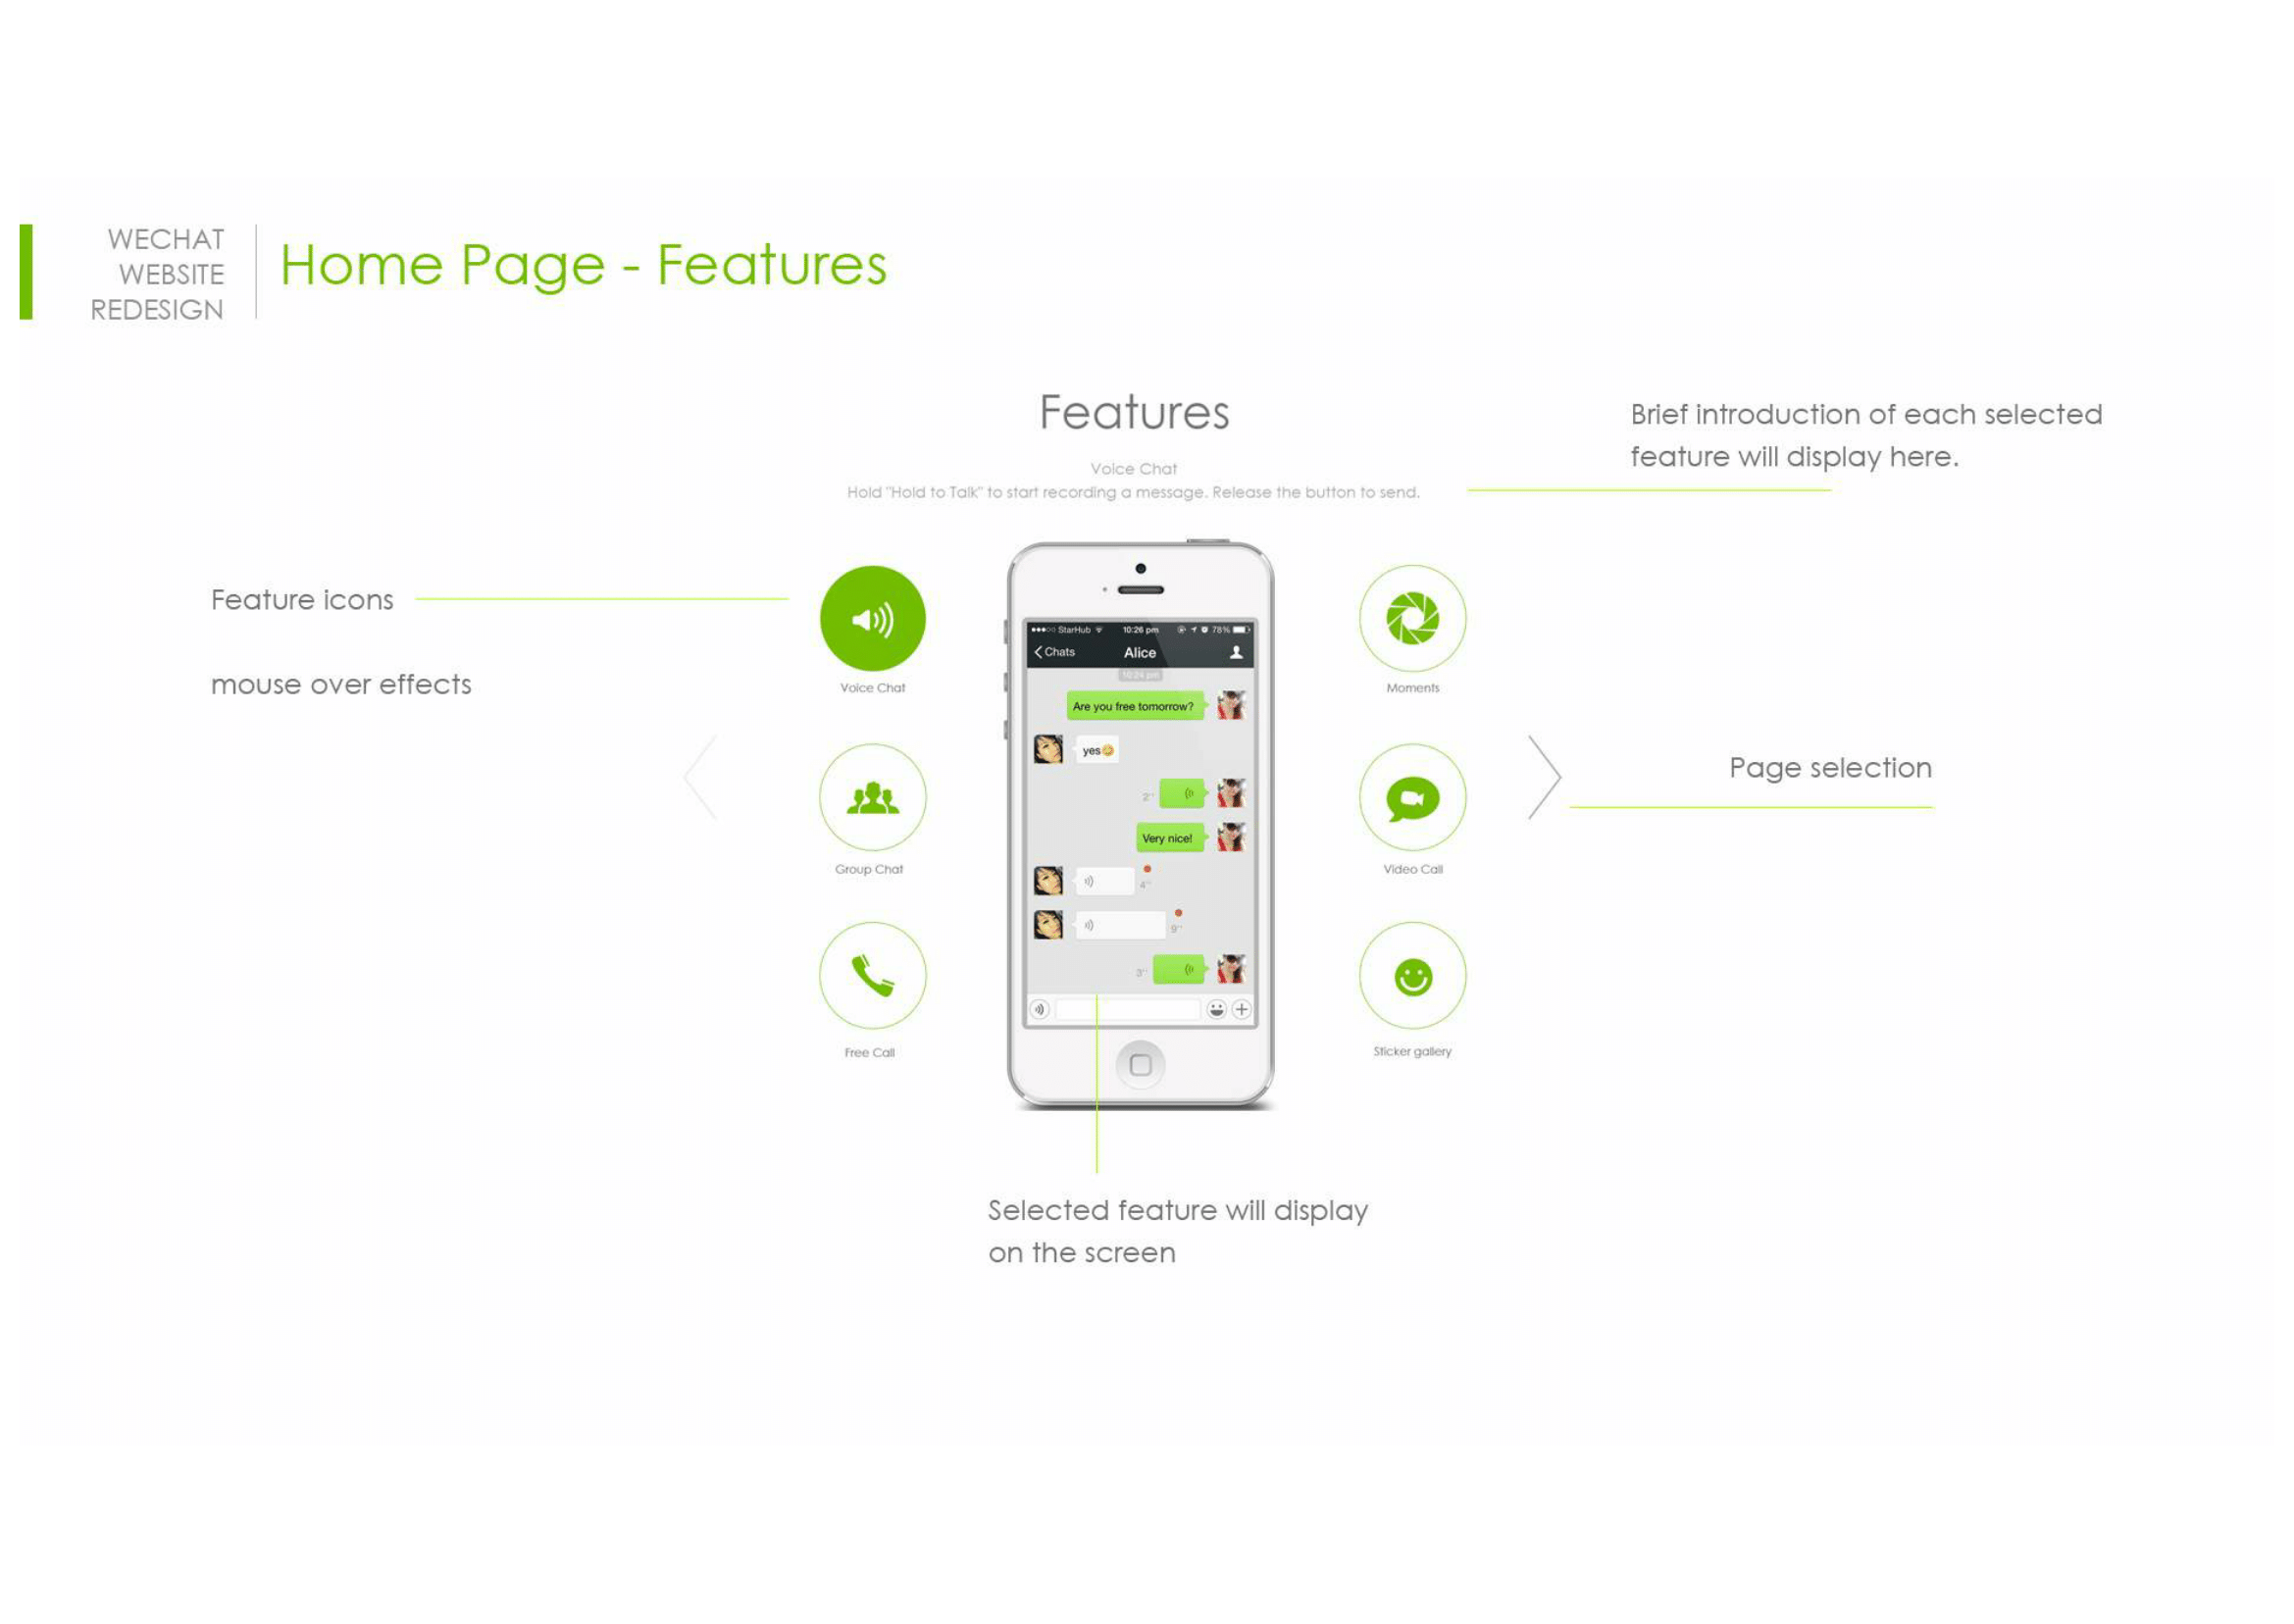 WECHAT
WEBSITE
REDESIGN
Home Page - Features
Features
Voice Chat
Hold "Hold to Talk" to start recording a message. Release the button to send.
Brief introduction of each selected
feature will display here.
Feature icons
mouse over effects
Voice Chat
Group Chat
Free Call
StarHub 10:26 pm 78%
Chats Alice
10:24 pm
Are you free tomorrow?
yes
2''
Very nice!
4''
9''
3''
Moments
Video Call
Sticker gallery
Page selection
Selected feature will display
on the screen